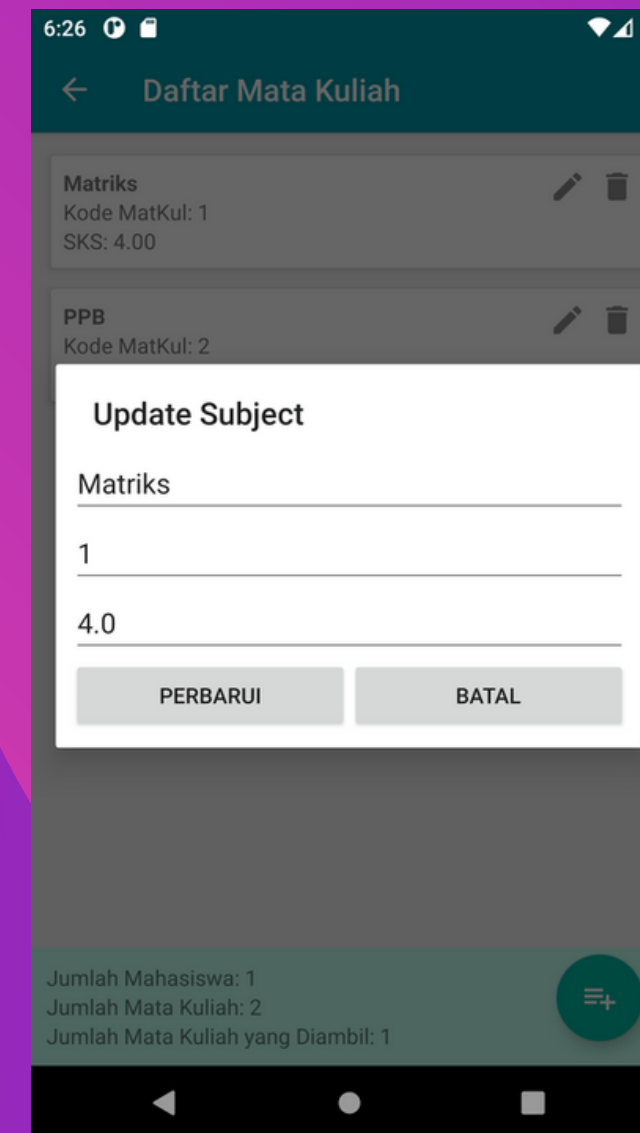 6:26
Daftar Mata Kuliah
Matriks
Kode MatKul: 1
SKS: 4.00
PPB
Kode MatKul: 2
Update Subject
Matriks
1
4.0
PERBARUI
BATAL
Jumlah Mahasiswa: 1
Jumlah Mata Kuliah: 2
Jumlah Mata Kuliah yang Diambil: 1